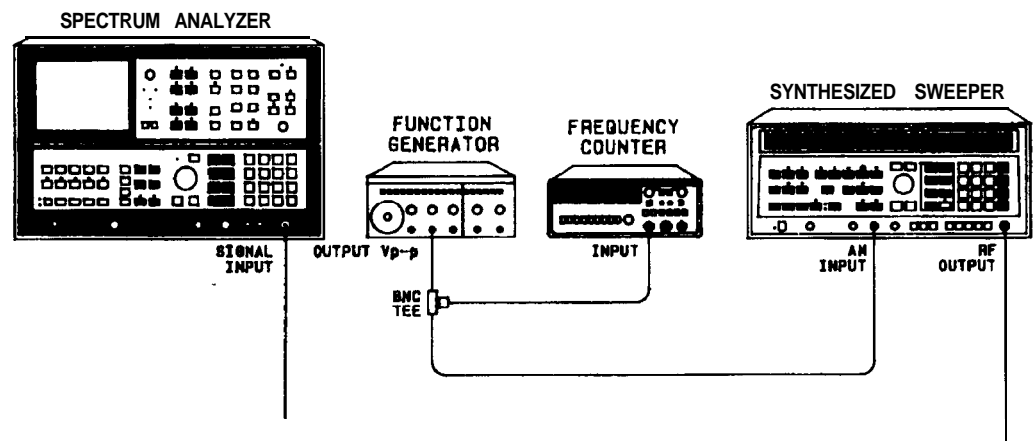 SPECTRUM ANALYZER
SYNTHESIZED SWEEPER
FUNCTION
GENERATOR
FREQUENCY
COUNTER
SIGNAL
INPUT
OUTPUT Vp-p
INPUT
AM
INPUT
RF
OUTPUT
BNC
TEE